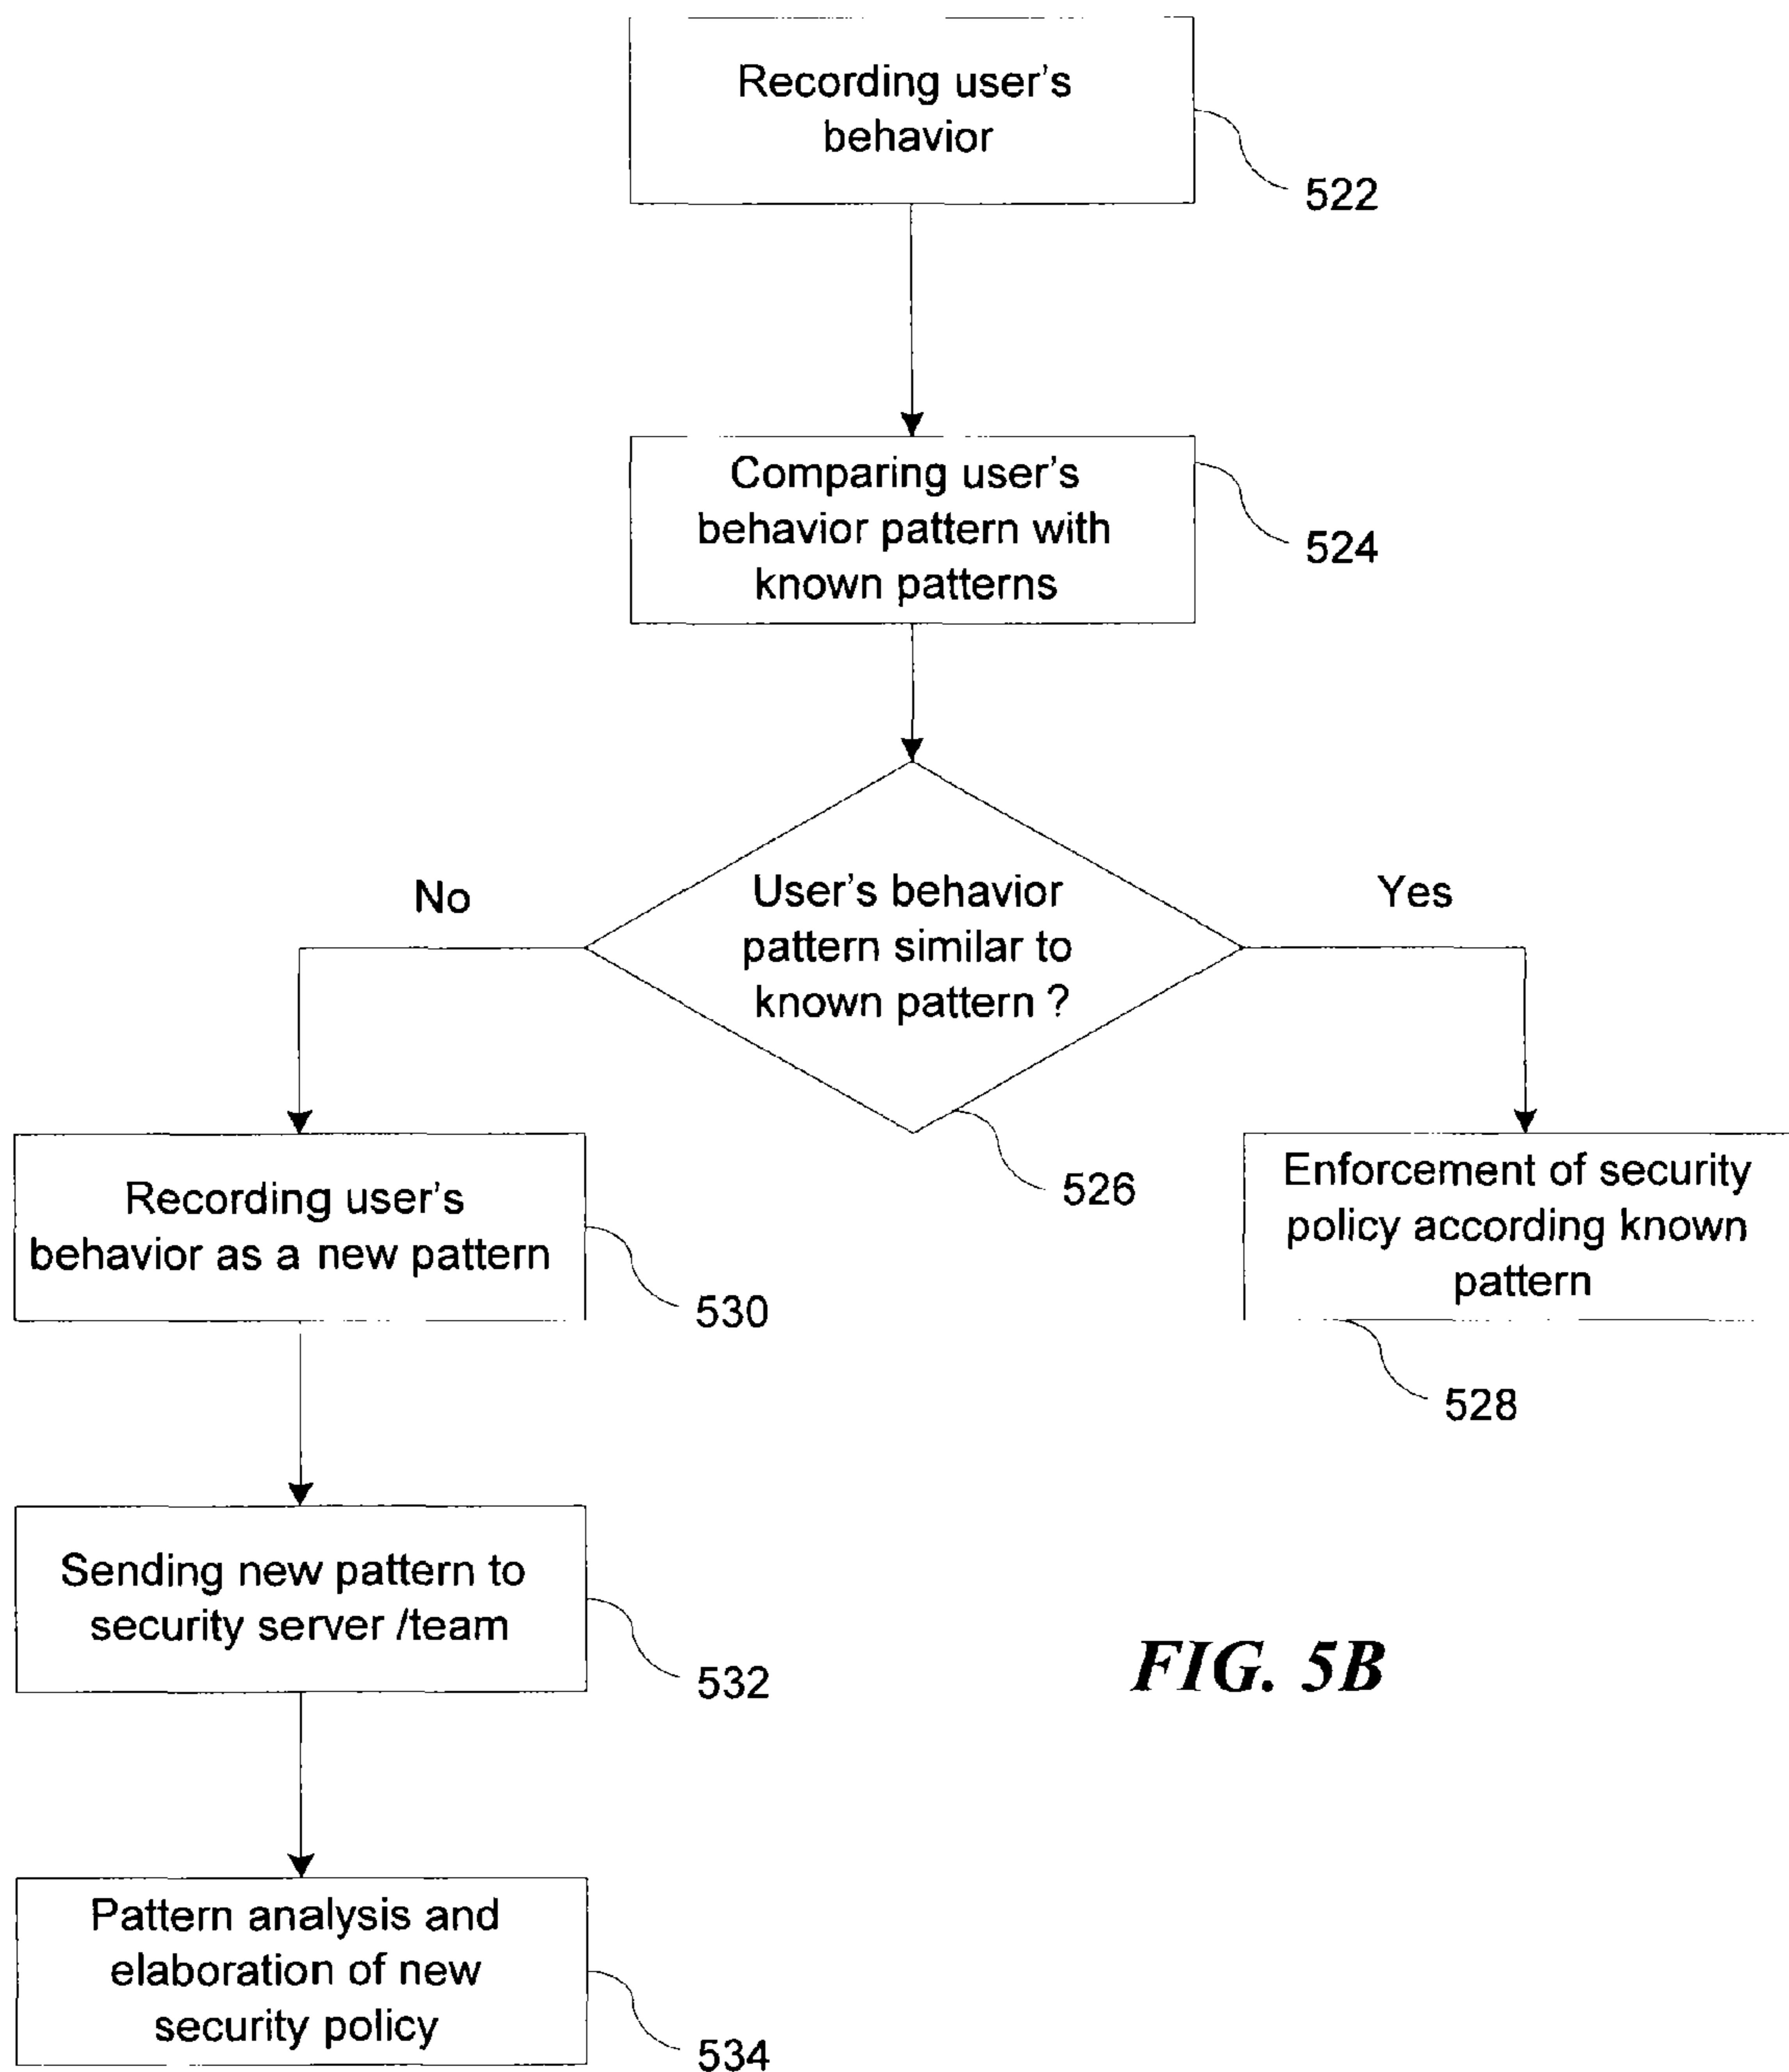 Recording user's
behavior
522
Comparing user's
behavior pattern with
known patterns
524
User's behavior
pattern similar to
known pattern ?
No
Yes
526
Recording user's
behavior as a new pattern
530
Enforcement of security
policy according known
pattern
528
Sending new pattern to
security server /team
532
FIG. 5B
Pattern analysis and
elaboration of new
security policy
534